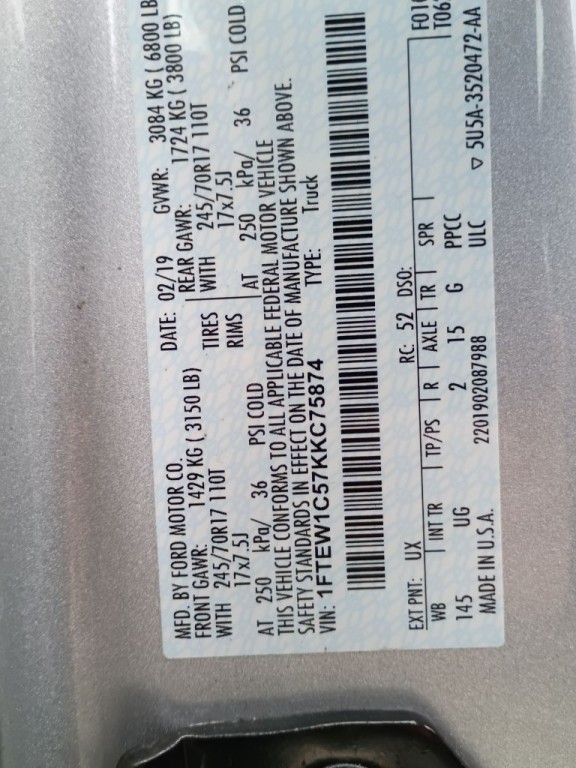 MFD. BY FORD MOTOR CO.
DATE: 02/19 GVWR: 3084 KG ( 6800 LB
FRONT GAWR: 1429 KG ( 3150 LB) REAR GAWR: 1724 KG ( 3800 LB)
WITH 245/70R17 110T TIRES WITH 245/70R17 110T
17x7.5J RIMS 17x7.5J
AT 250 kPa/ 36 PSI COLD AT 250 kPa/ 36 PSI COLD
THIS VEHICLE CONFORMS TO ALL APPLICABLE FEDERAL MOTOR VEHICLE
SAFETY STANDARDS IN EFFECT ON THE DATE OF MANUFACTURE SHOWN ABOVE.
VIN: 1FTEW1C57KKC75874 TYPE: Truck
EXT PNT: UX RC: 52 DSO:
WB INT TR TP/PS R AXLE TR SPR
145 UG 2 15 G PPCC
MADE IN U.S.A. 2201902087988 ULC
▽ 5U5A-3520472-AA